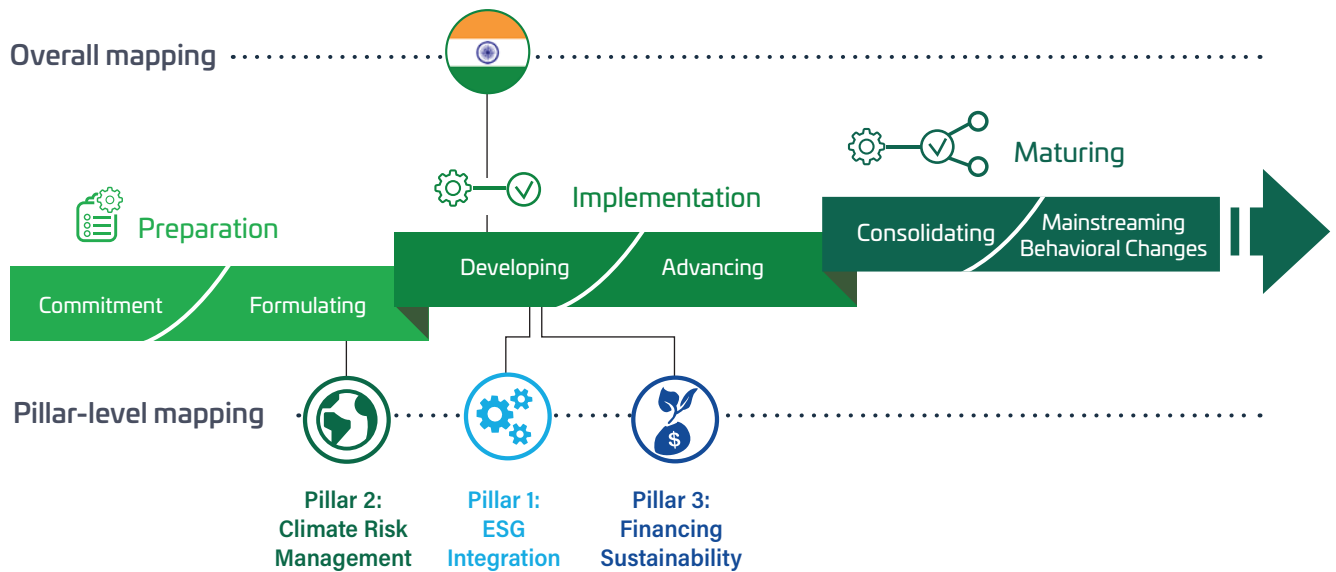 Overall mapping
Preparation
Implementation
Maturing
Commitment
Formulating
Developing
Advancing
Consolidating
Mainstreaming
Behavioral Changes
Pillar-level mapping
$
Pillar 2:
Climate Risk
Management
Pillar 1:
ESG
Integration
Pillar 3:
Financing
Sustainability